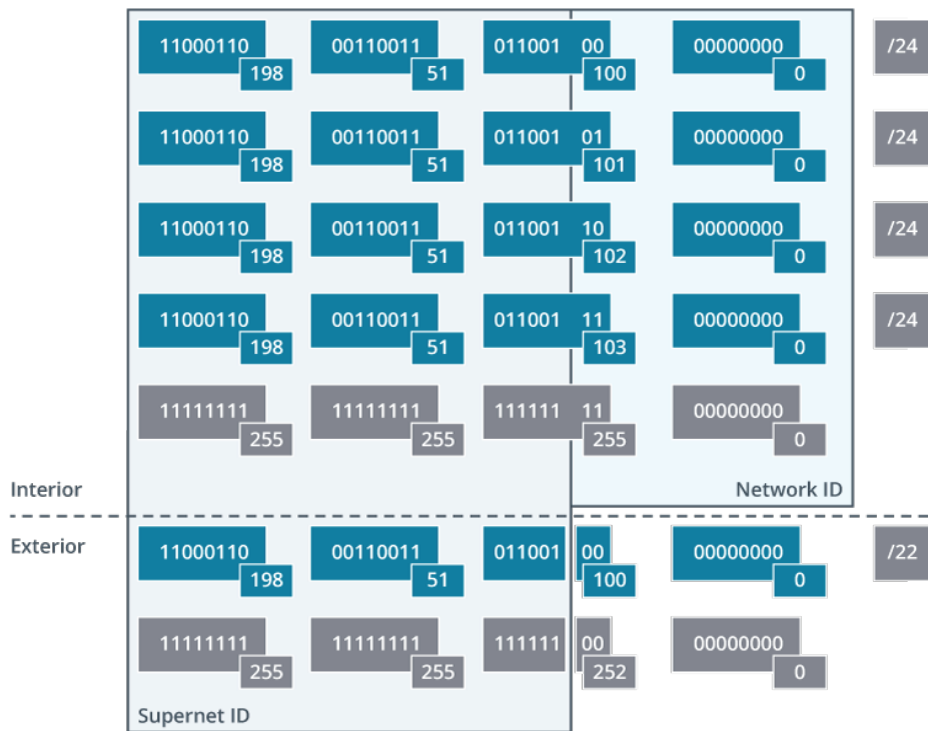 11000110 00110011 011001 00 00000000 /24
198 51 100 0
11000110 00110011 011001 01 00000000 /24
198 51 101 0
11000110 00110011 011001 10 00000000 /24
198 51 102 0
11000110 00110011 011001 11 00000000 /24
198 51 103 0
11111111 11111111 111111 11 00000000
255 255 255 0
Interior Network ID
Exterior 11000110 00110011 011001 00 00000000 /22
198 51 100 0
11111111 11111111 111111 00 00000000
255 255 252 0
Supernet ID